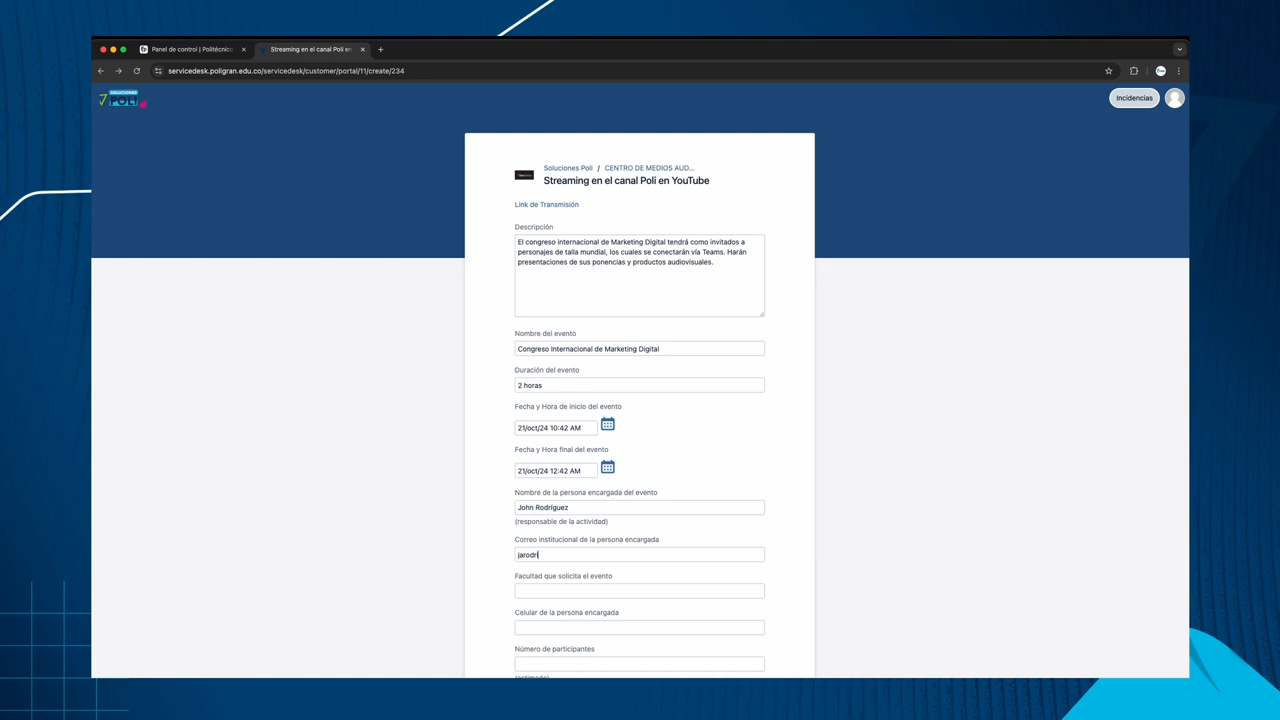 Panel de control | Politécnico
Streaming en el canal Poli en
servicedesk.poligran.edu.co/servicedesk/customer/portal/11/create/234
SOLUCIONES
POLI
Incidencias
Soluciones Poli / CENTRO DE MEDIOS AUD...
Streaming en el canal Poli en YouTube
Link de Transmisión
Descripción
El congreso internacional de Marketing Digital tendrá como invitados a
personajes de talla mundial, los cuales se conectarán vía Teams. Harán
presentaciones de sus ponencias y productos audiovisuales.
Nombre del evento
Congreso Internacional de Marketing Digital
Duración del evento
2 horas
Fecha y Hora de inicio del evento
21/oct/24 10:42 AM
Fecha y Hora final del evento
21/oct/24 12:42 AM
Nombre de la persona encargada del evento
John Rodríguez
(responsable de la actividad)
Correo institucional de la persona encargada
jarodri
Facultad que solicita el evento
Celular de la persona encargada
Número de participantes
(estimado)